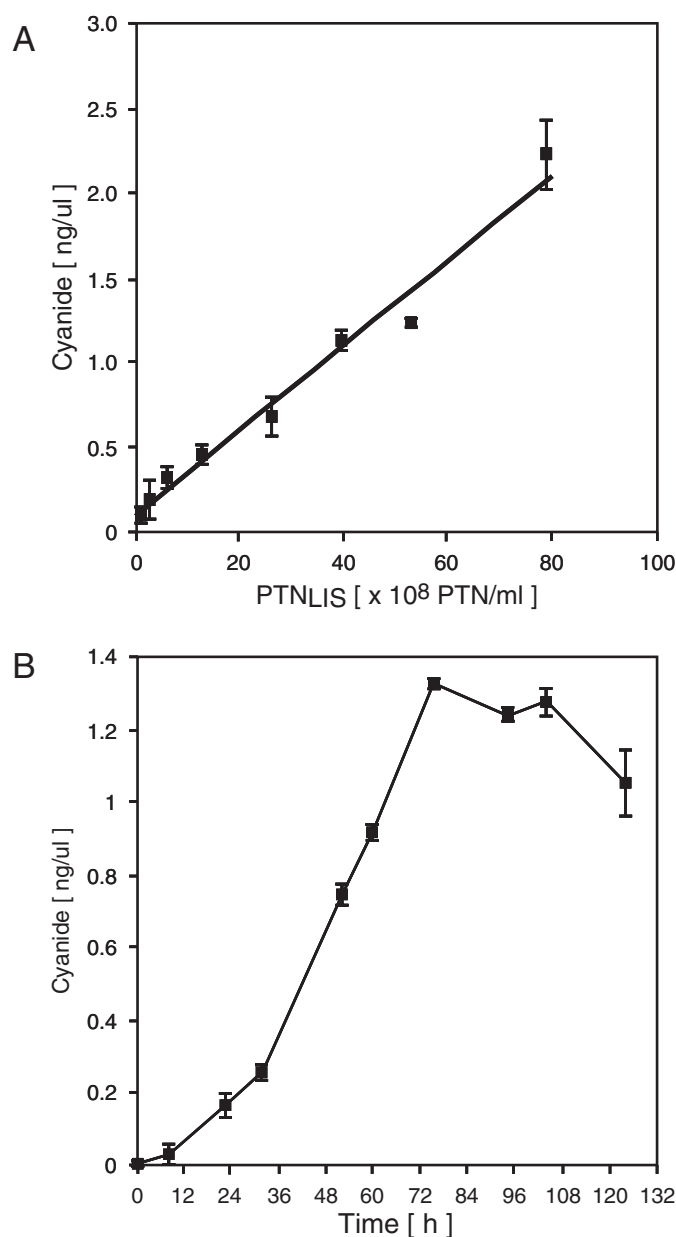 A
3.0
2.5
2.0
1.5
1.0
0.5
0
Cyanide [ ng/ul ]
0 20 40 60 80 100
PTNLIS [ x 10⁸ PTN/ml ]
B
1.4
1.2
1
0.8
0.6
0.4
0.2
0
Cyanide [ ng/ul ]
0 12 24 36 48 60 72 84 96 108 120 132
Time [ h ]